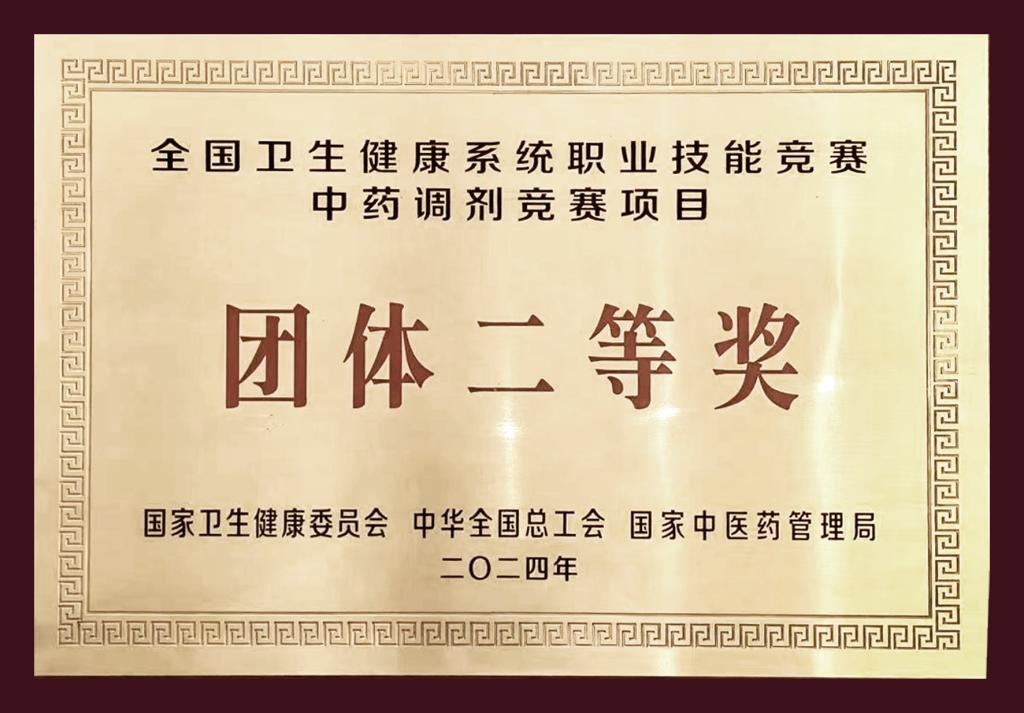 全国卫生健康系统职业技能竞赛
中药调剂竞赛项目
团体二等奖
国家卫生健康委员会 中华全国总工会 国家中医药管理局
二〇二四年